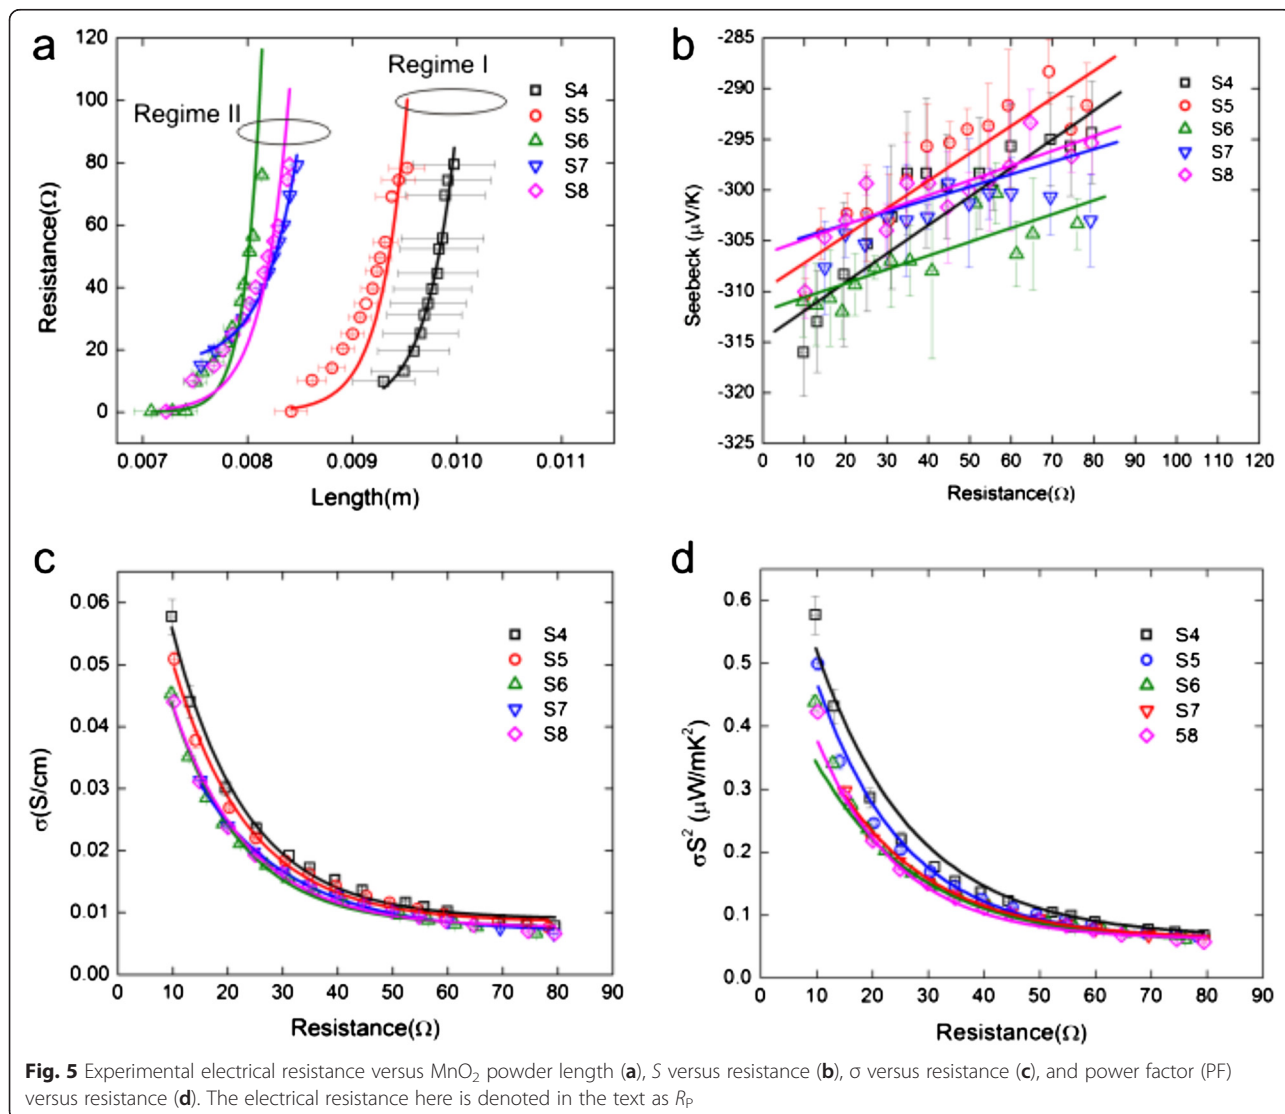 a
120
100
80
60
40
20
0
Resistance(Ω)
0.007 0.008 0.009 0.010 0.011
Length(m)
Regime I
Regime II
S4
S5
S6
S7
S8
b
-285
-290
-295
-300
-305
-310
-315
-320
-325
Seebeck (μV/K)
0 10 20 30 40 50 60 70 80 90 100 110 120
Resistance(Ω)
S4
S5
S6
S7
S8
c
0.06
0.05
0.04
0.03
0.02
0.01
0.00
σ(S/cm)
0 10 20 30 40 50 60 70 80 90
Resistance(Ω)
S4
S5
S6
S7
S8
d
0.6
0.5
0.4
0.3
0.2
0.1
0.0
σS² (μW/mK²)
0 10 20 30 40 50 60 70 80 90
Resistance(Ω)
S4
S5
S6
S7
58
Fig. 5 Experimental electrical resistance versus MnO₂ powder length (a), S versus resistance (b), σ versus resistance (c), and power factor (PF)
versus resistance (d). The electrical resistance here is denoted in the text as Rₚ